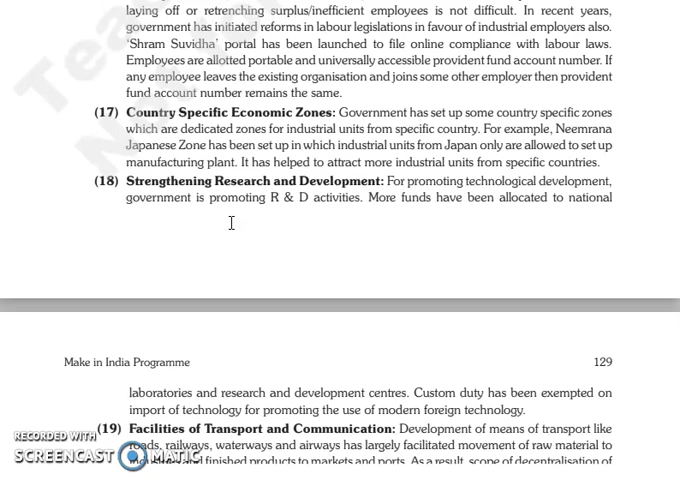 laying off or retrenching surplus/inefficient employees is not difficult. In recent years,
government has initiated reforms in labour legislations in favour of industrial employers also.
‘Shram Suvidha’ portal has been launched to file online compliance with labour laws.
Employees are allotted portable and universally accessible provident fund account number. If
any employee leaves the existing organisation and joins some other employer then provident
fund account number remains the same.
(17) Country Specific Economic Zones: Government has set up some country specific zones
which are dedicated zones for industrial units from specific country. For example, Neemrana
Japanese Zone has been set up in which industrial units from Japan only are allowed to set up
manufacturing plant. It has helped to attract more industrial units from specific countries.
(18) Strengthening Research and Development: For promoting technological development,
government is promoting R & D activities. More funds have been allocated to national
Make in India Programme 129
laboratories and research and development centres. Custom duty has been exempted on
import of technology for promoting the use of modern foreign technology.
(19) Facilities of Transport and Communication: Development of means of transport like
roads, railways, waterways and airways has largely facilitated movement of raw material to
and finished products to markets and ports. As a result, scope of decentralisation of
RECORDED WITH
SCREENCAST MATIC